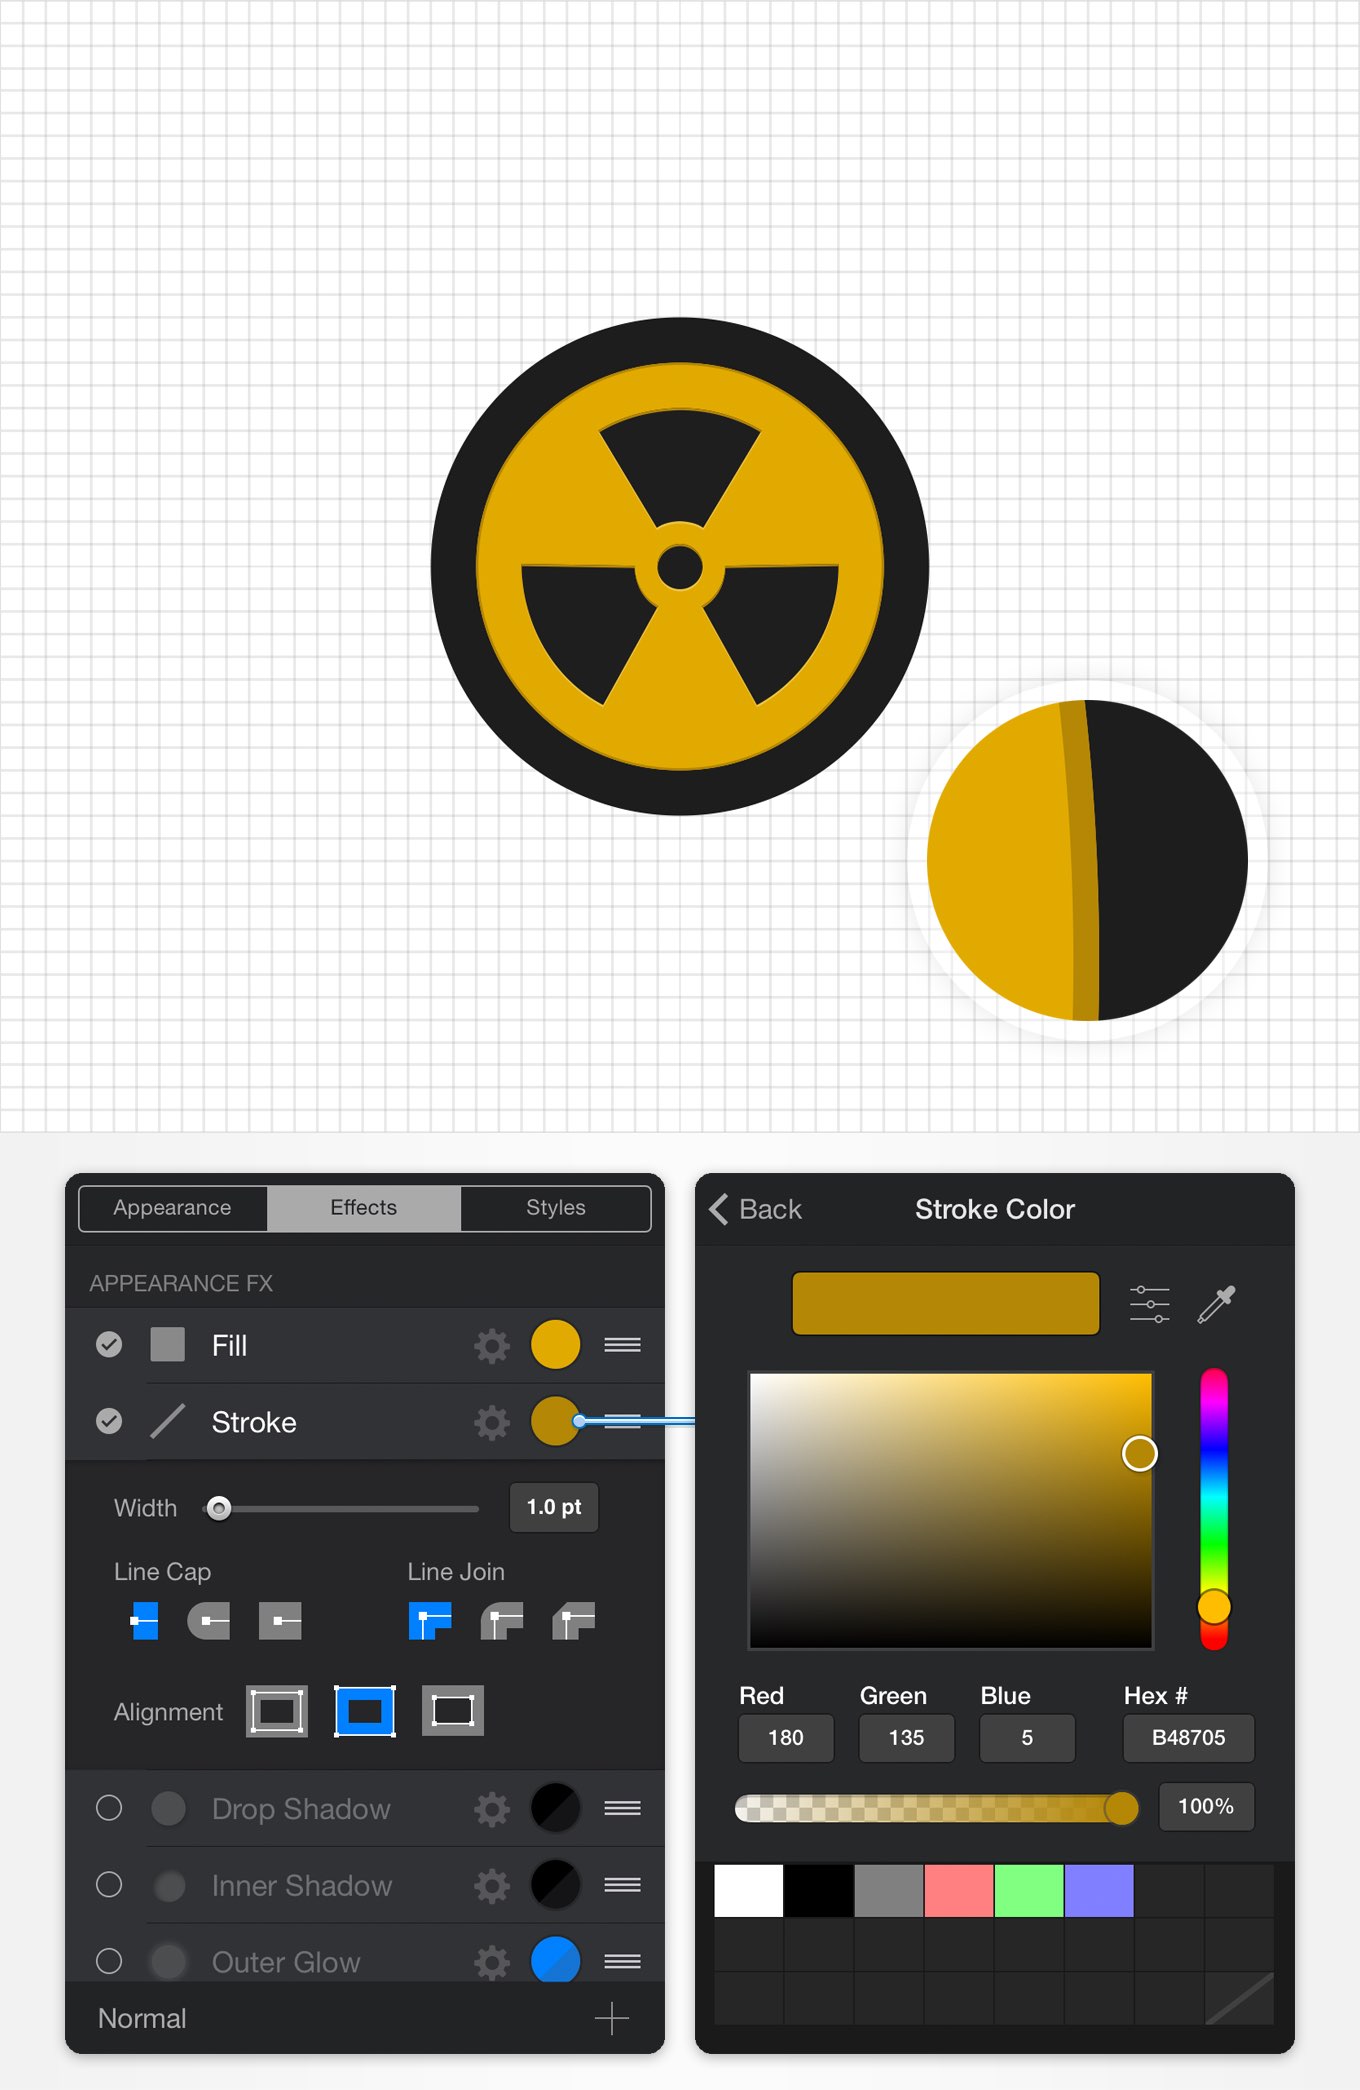 Appearance Effects Styles
APPEARANCE FX
Fill
Stroke
Width 1.0 pt
Line Cap Line Join
Alignment
Drop Shadow
Inner Shadow
Outer Glow
Normal
Back Stroke Color
Red Green Blue Hex #
180 135 5 B48705
100%